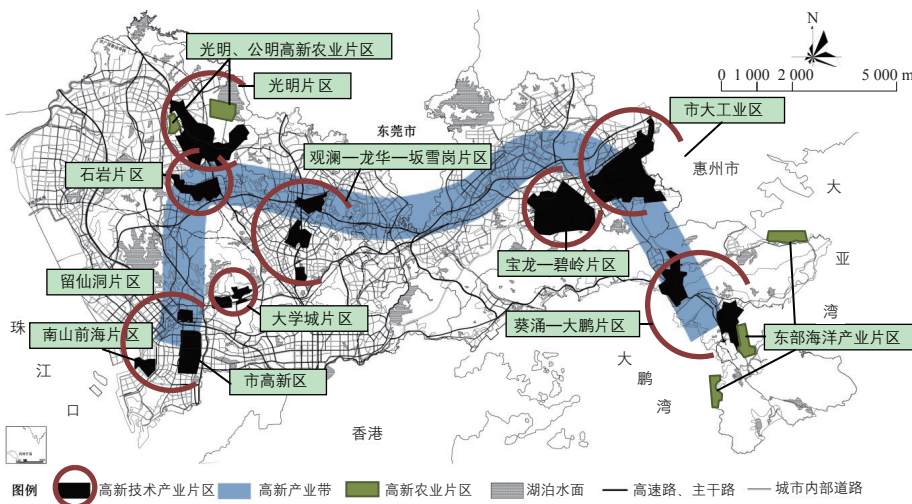 光明、公明高新农业片区
光明片区
N
0 1 000 2 000 5 000 m
市大工业区
东莞市
观澜—龙华—坂雪岗片区
惠州市
石岩片区
大
亚
湾
宝龙—碧岭片区
留仙洞片区
大学城片区
葵涌—大鹏片区
珠
江
口
南山前海片区
东部海洋产业片区
市高新区
大
鹏
湾
香港
图例 高新技术产业片区 高新产业带 高新农业片区 湖泊水面 高速路、主干路 城市内部道路